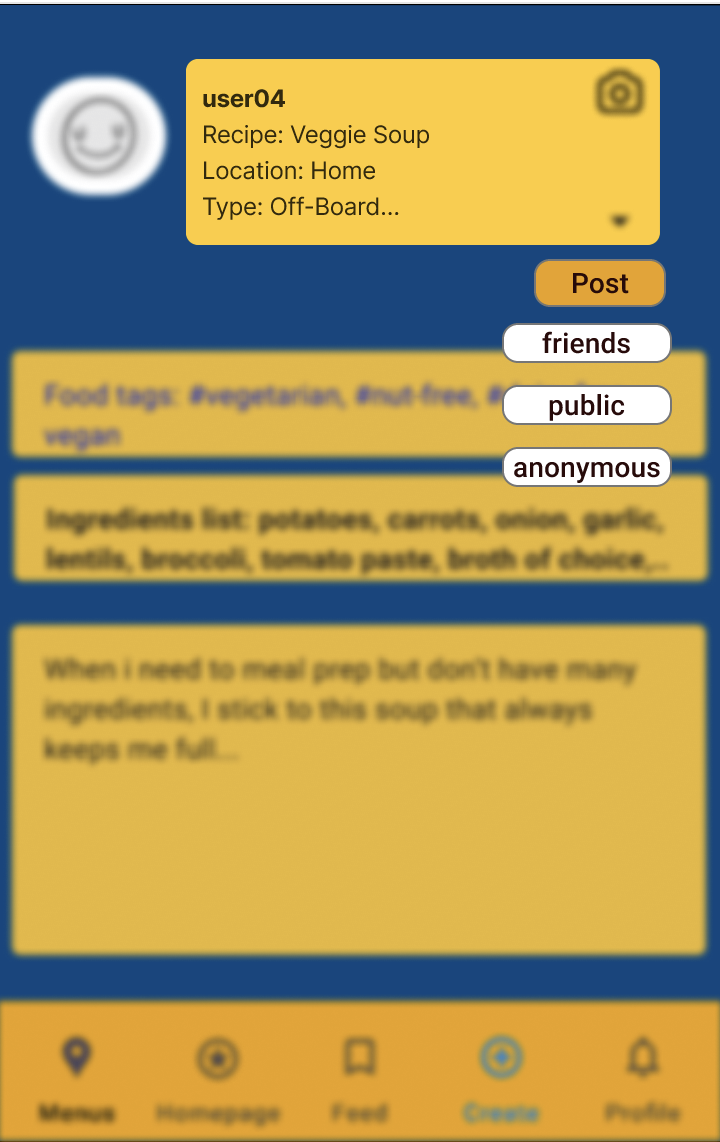 user04
Recipe: Veggie Soup
Location: Home
Type: Off-Board...
Post
friends
Food tags: #vegetarian, #nut-free,
public
vegan
anonymous
Ingredients list: potatoes, carrots, onion, garlic,
lentils, broccoli, tomato paste, broth of choice,..
When i need to meal prep but don't have many
ingredients, I stick to this soup that always
keeps me full...
Menus
Homepage
Feed
Create
Profile